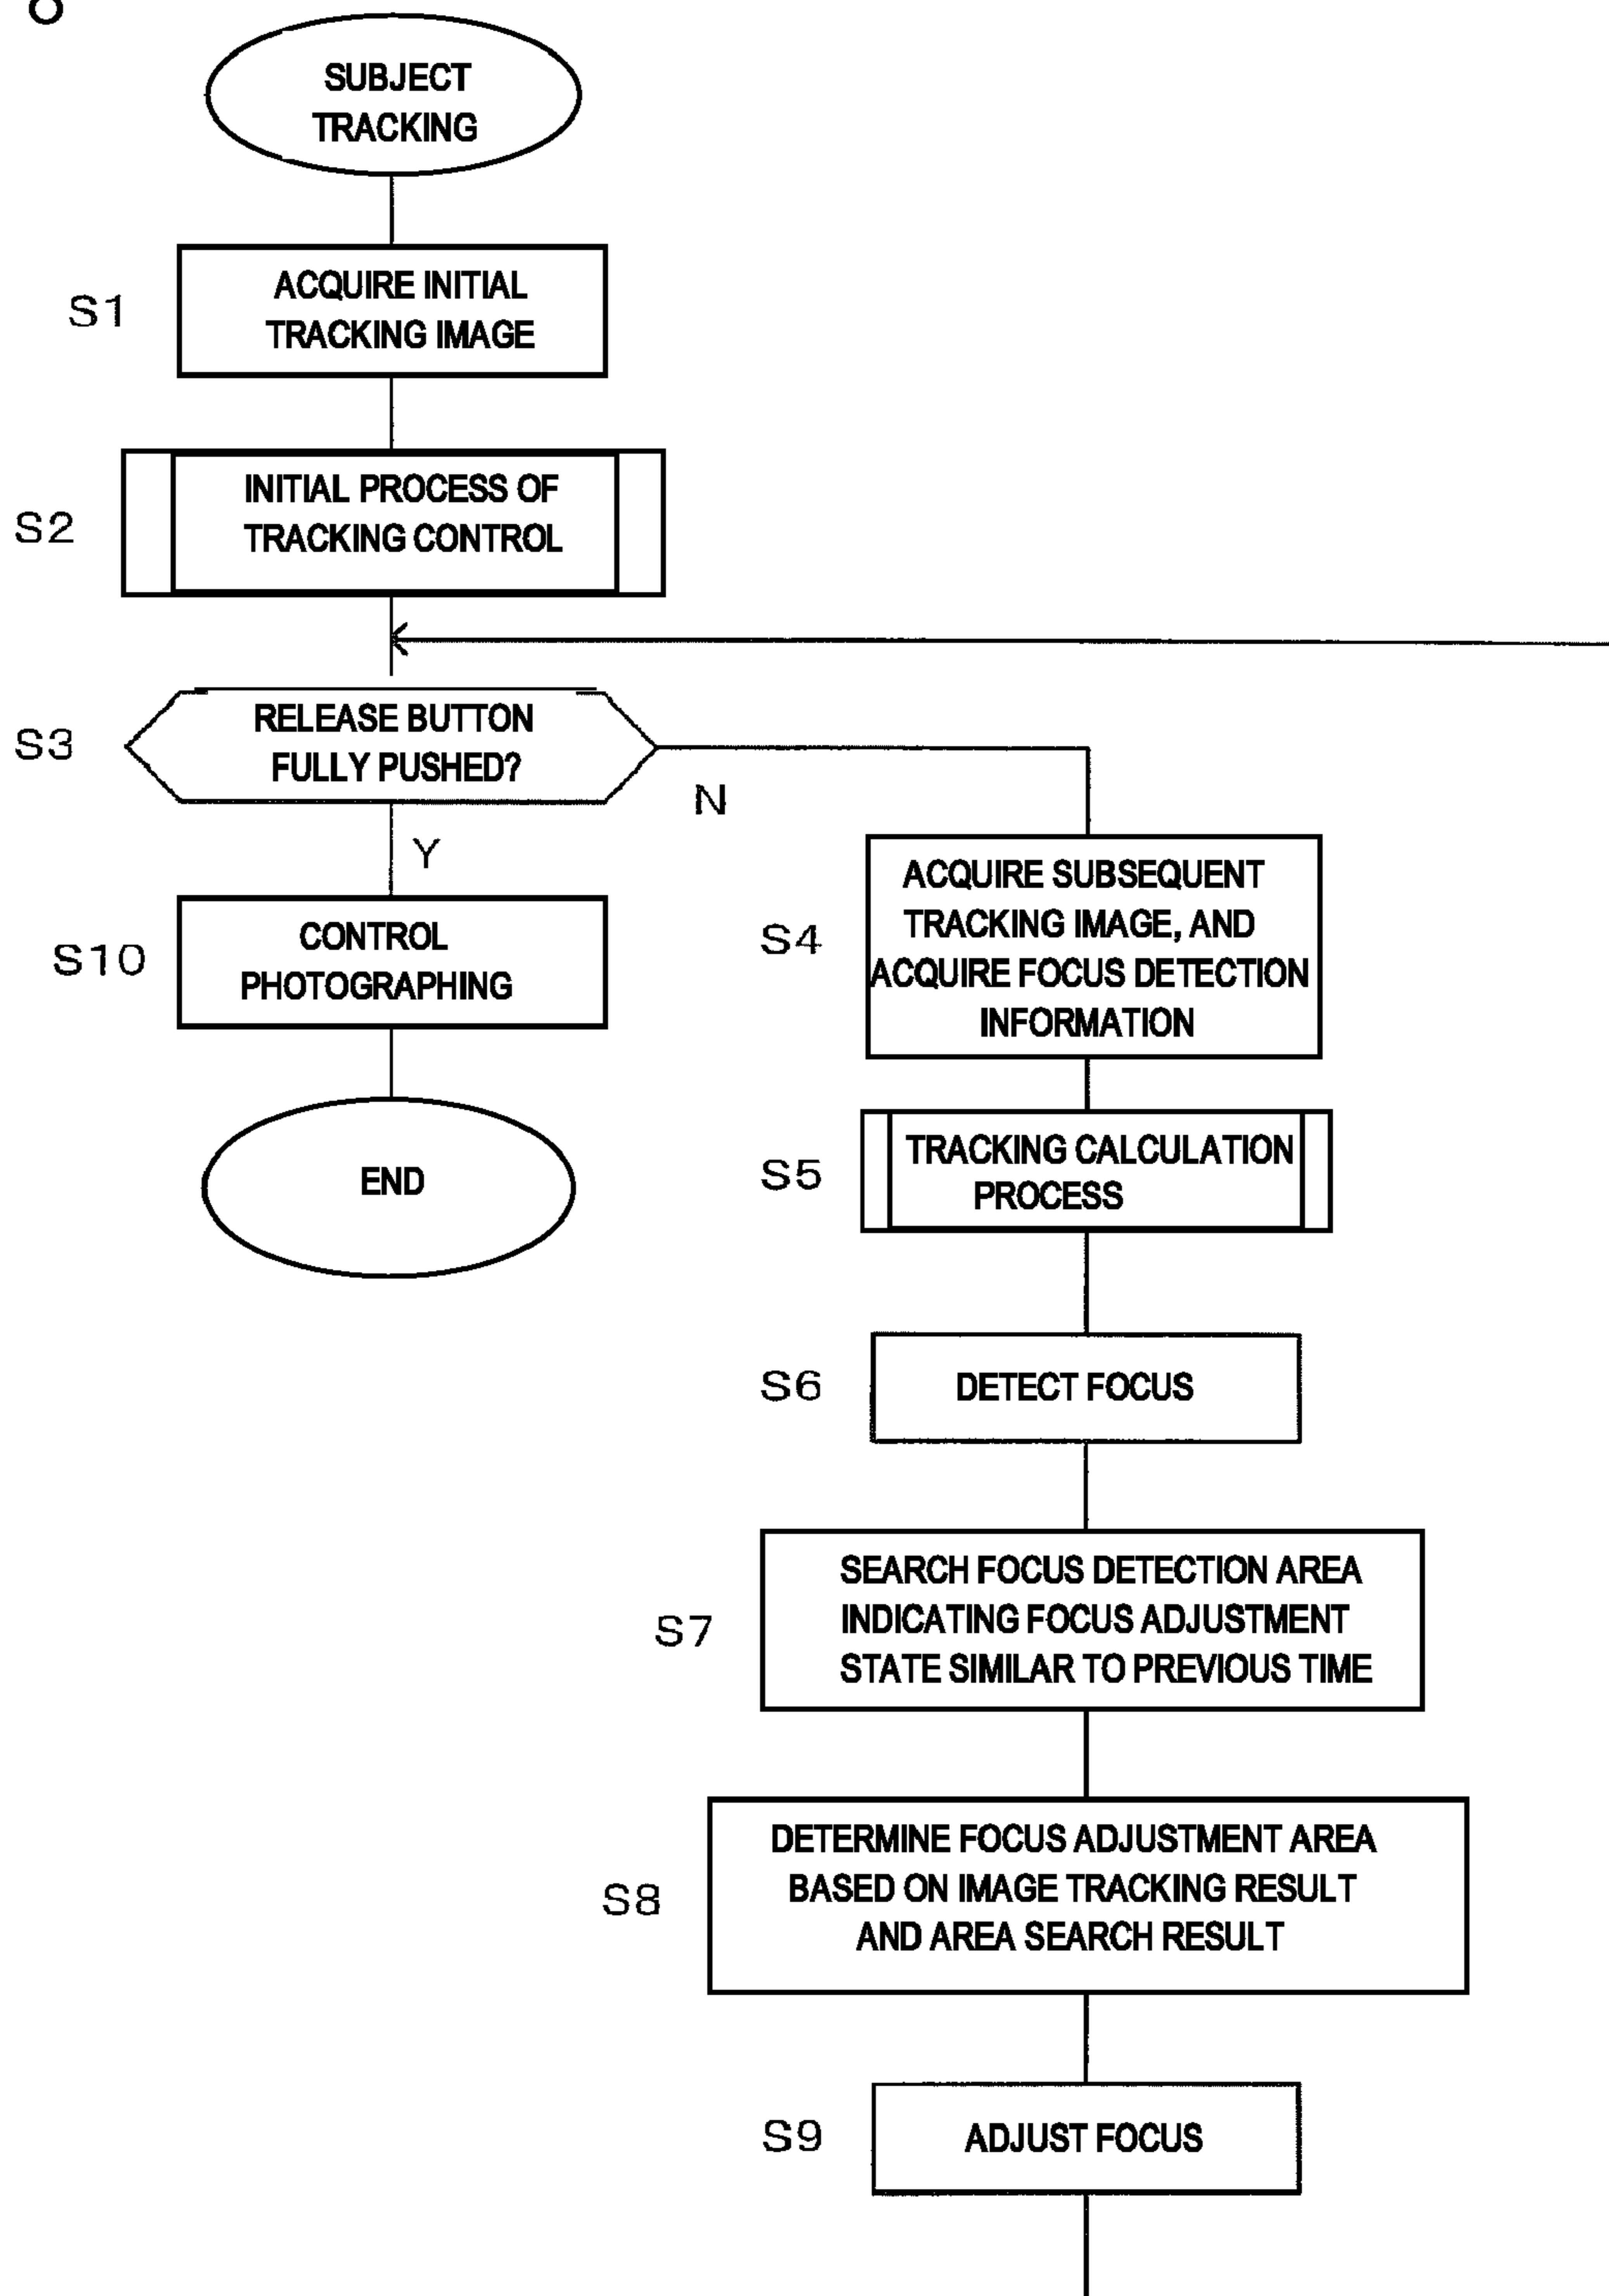 SUBJECT
TRACKING
S1
ACQUIRE INITIAL
TRACKING IMAGE
S2
INITIAL PROCESS OF
TRACKING CONTROL
S3
RELEASE BUTTON
FULLY PUSHED?
N
Y
S10
CONTROL
PHOTOGRAPHING
END
S4
ACQUIRE SUBSEQUENT
TRACKING IMAGE, AND
ACQUIRE FOCUS DETECTION
INFORMATION
S5
TRACKING CALCULATION
PROCESS
S6
DETECT FOCUS
S7
SEARCH FOCUS DETECTION AREA
INDICATING FOCUS ADJUSTMENT
STATE SIMILAR TO PREVIOUS TIME
S8
DETERMINE FOCUS ADJUSTMENT AREA
BASED ON IMAGE TRACKING RESULT
AND AREA SEARCH RESULT
S9
ADJUST FOCUS